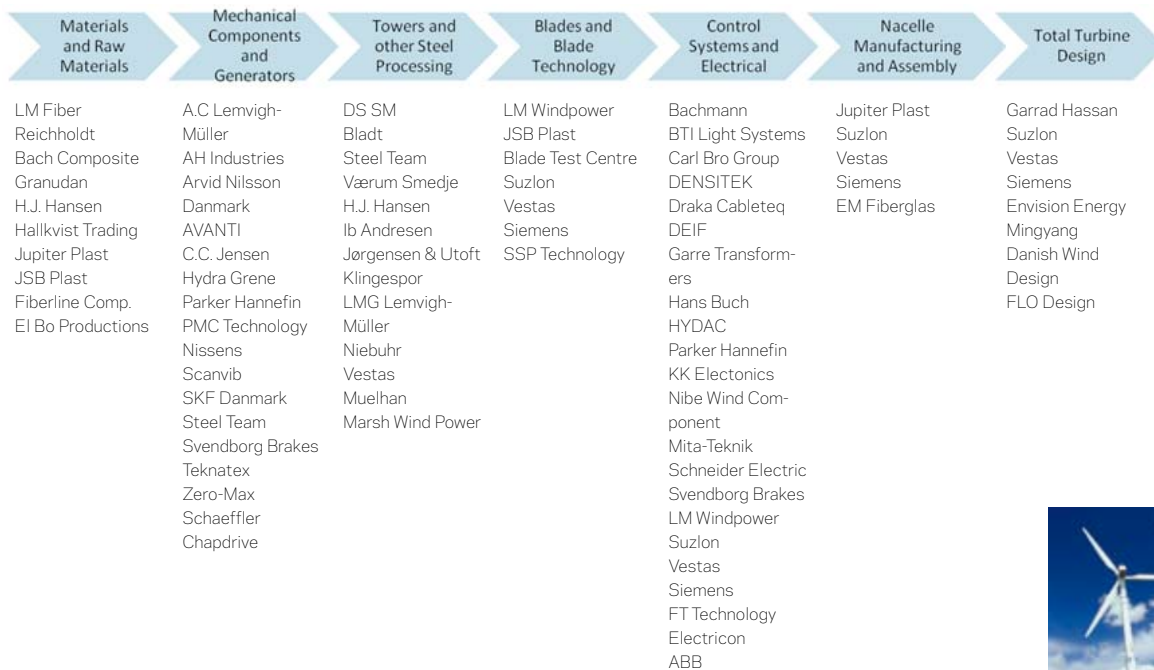 Materials
and Raw
Materials
Mechanical
Components
and
Generators
Towers and
other Steel
Processing
Blades and
Blade
Technology
Control
Systems and
Electrical
Nacelle
Manufacturing
and Assembly
Total Turbine
Design
LM Fiber
Reichholdt
Bach Composite
Granudan
H.J. Hansen
Hallkvist Trading
Jupiter Plast
JSB Plast
Fiberline Comp.
El Bo Productions
A.C Lemvigh-
Müller
AH Industries
Arvid Nilsson
Danmark
AVANTI
C.C. Jensen
Hydra Grene
Parker Hannefin
PMC Technology
Nissens
Scanvib
SKF Danmark
Steel Team
Svendborg Brakes
Teknatex
Zero-Max
Schaeffler
Chapdrive
DS SM
Bladt
Steel Team
Værum Smedje
H.J. Hansen
Ib Andresen
Jørgensen & Utoft
Klingespor
LMG Lemvigh-
Müller
Niebuhr
Vestas
Muelhan
Marsh Wind Power
LM Windpower
JSB Plast
Blade Test Centre
Suzlon
Vestas
Siemens
SSP Technology
Bachmann
BTI Light Systems
Carl Bro Group
DENSITEK
Draka Cableteq
DEIF
Garre Transform-
ers
Hans Buch
HYDAC
Parker Hannefin
KK Electonics
Nibe Wind Com-
ponent
Mita-Teknik
Schneider Electric
Svendborg Brakes
LM Windpower
Suzlon
Vestas
Siemens
FT Technology
Electricon
ABB
Jupiter Plast
Suzlon
Vestas
Siemens
EM Fiberglas
Garrad Hassan
Suzlon
Vestas
Siemens
Envision Energy
Mingyang
Danish Wind
Design
FLO Design